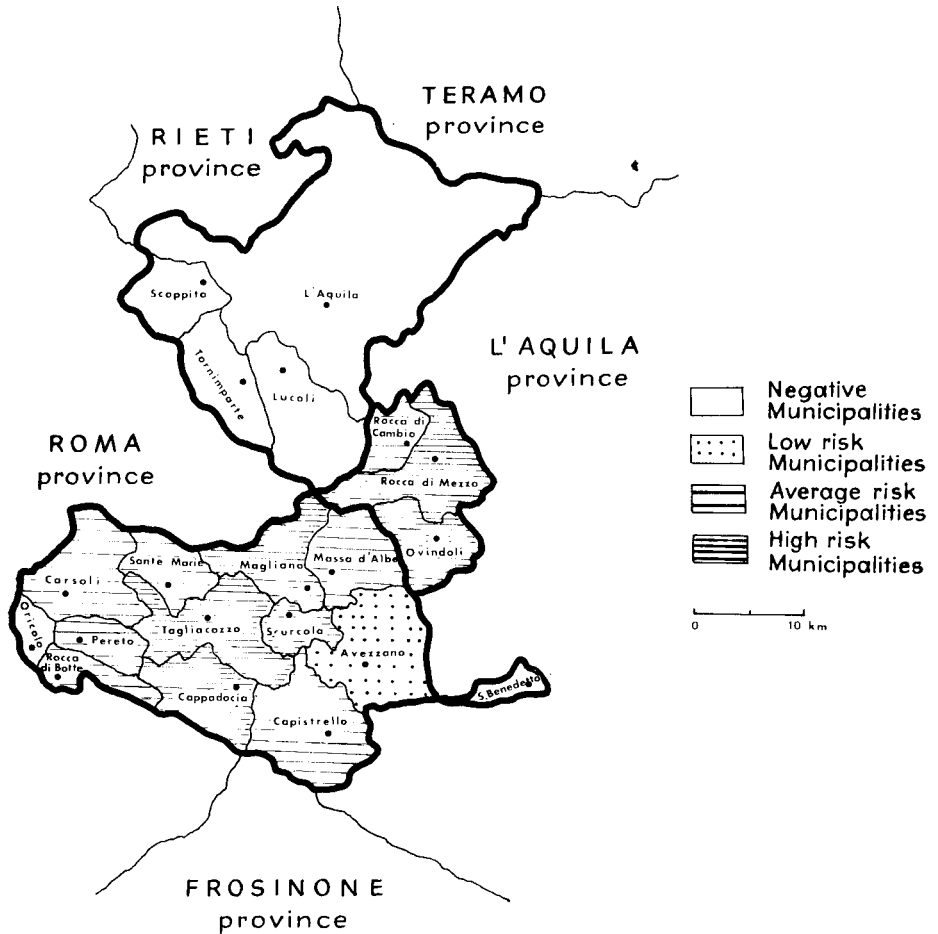 TERAMO
province
RIETI
province
Scoppito
L'Aquila
Tornimparte
Lucoli
L'AQUILA
province
Negative
Municipalities
Low risk
Municipalities
Average risk
Municipalities
High risk
Municipalities
0 10 km
ROMA
province
Rocca di
Cambio
Rocca di Mezzo
Ovindoli
Carsoli
Sante Marie
Magliano
Massa d'Albe
Oricola
Pereto
Rocca
di Botte
Tagliacozzo
Scurcola
Avezzano
Cappadocia
Capistrello
S. Benedetto
FROSINONE
province